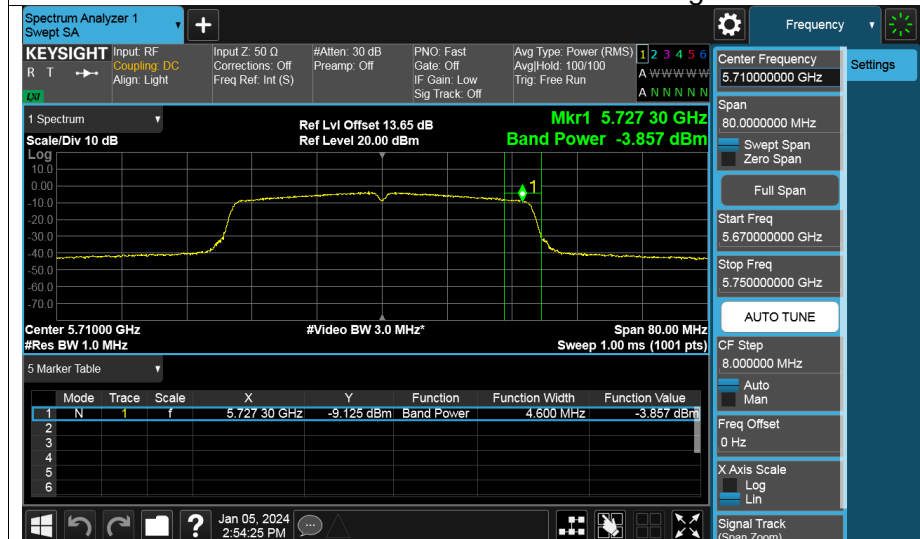 Spectrum Analyzer 1
Swept SA
+
Frequency
KEYSIGHT
R T
LXI
Input: RF
Coupling: DC
Align: Light
Input Z: 50 Ω
Corrections: Off
Freq Ref: Int (S)
#Atten: 30 dB
Preamp: Off
PNO: Fast
Gate: Off
IF Gain: Low
Sig Track: Off
Avg Type: Power (RMS)
Avg|Hold: 100/100
Trig: Free Run
1 2 3 4 5 6
A W W W W W
A N N N N N
Center Frequency
5.710000000 GHz
Settings
1 Spectrum
Scale/Div 10 dB
Ref Lvl Offset 13.65 dB
Ref Level 20.00 dBm
Mkr1 5.727 30 GHz
Band Power -3.857 dBm
Span
80.0000000 MHz
Swept Span
Zero Span
Full Span
Start Freq
5.670000000 GHz
Stop Freq
5.750000000 GHz
AUTO TUNE
CF Step
8.000000 MHz
Auto
Man
Freq Offset
0 Hz
X Axis Scale
Log
Lin
Signal Track
(Span Zoom)
Log
10.0
0.00
-10.0
-20.0
-30.0
-40.0
-50.0
-60.0
-70.0
1
Center 5.71000 GHz
#Video BW 3.0 MHz*
Span 80.00 MHz
#Res BW 1.0 MHz
Sweep 1.00 ms (1001 pts)
5 Marker Table
Mode Trace Scale X Y Function Function Width Function Value
1 N 1 f 5.727 30 GHz -9.125 dBm Band Power 4.600 MHz -3.857 dBm
2
3
4
5
6
?
Jan 05, 2024
2:54:25 PM